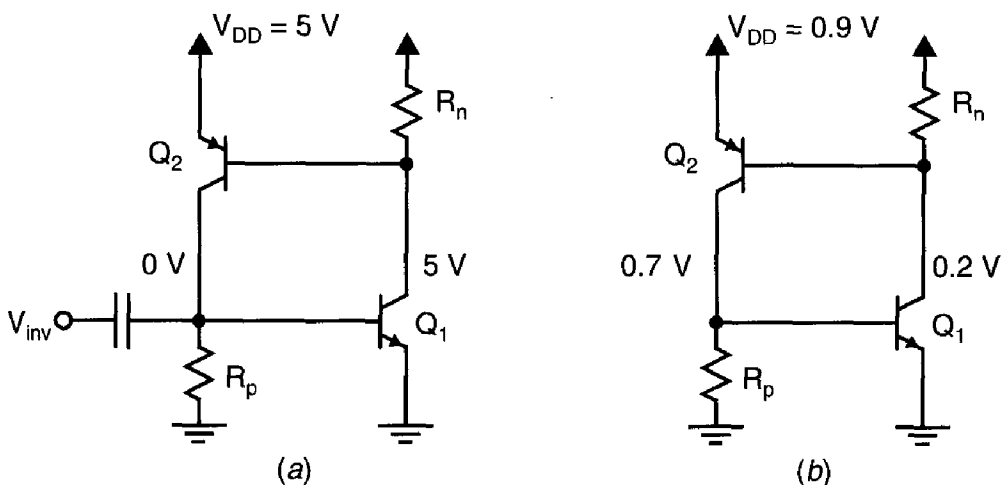 V_DD = 5 V
R_n
Q_2
0 V
5 V
V_inv
Q_1
R_p
(a)
V_DD = 0.9 V
R_n
Q_2
0.7 V
0.2 V
Q_1
R_p
(b)